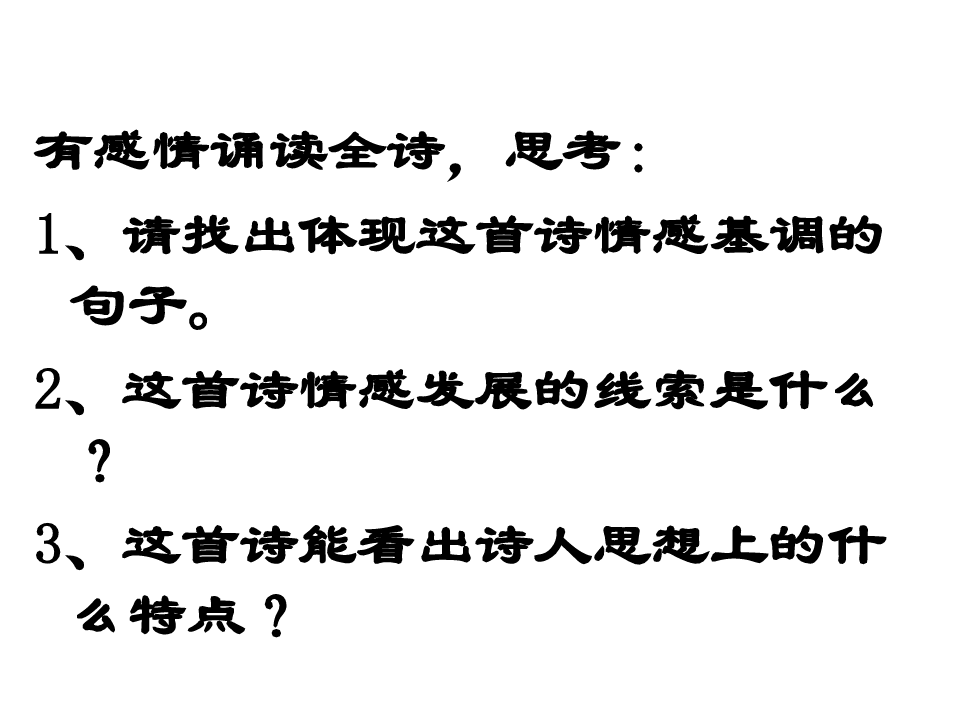 有感情诵读全诗，思考：
1、请找出体现这首诗情感基调的
句子。
2、这首诗情感发展的线索是什么
？
3、这首诗能看出诗人思想上的什
么特点？